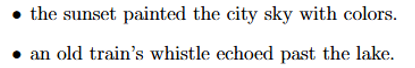 • the sunset painted the city sky with colors.
• an old train’s whistle echoed past the lake.